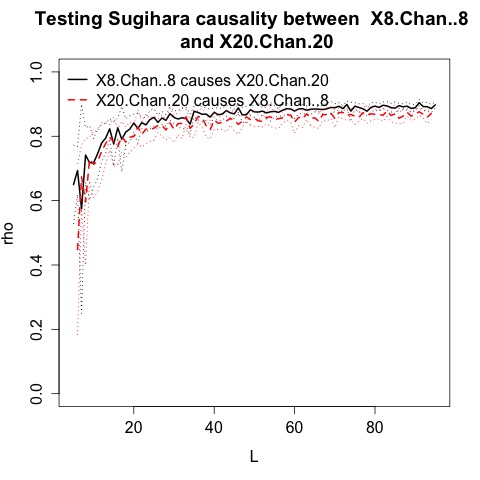 Testing Sugihara causality between  X8.Chan..8
and X20.Chan.20
X8.Chan..8 causes X20.Chan.20
X20.Chan.20 causes X8.Chan..8
1.0
0.8
0.6
0.4
0.2
0.0
rho
20 40 60 80
L